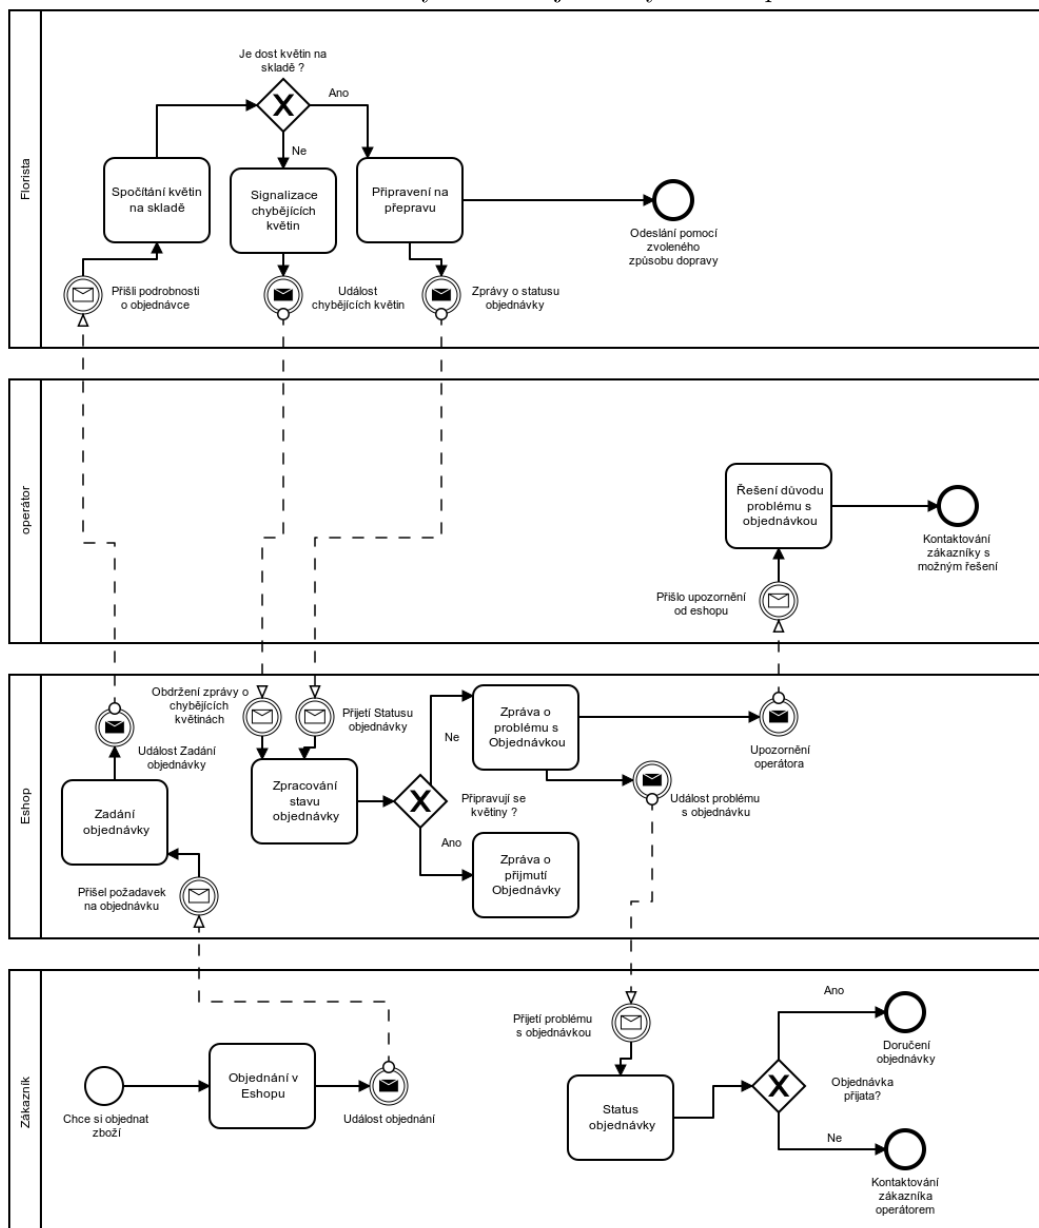 Florista
Je dost květin na
skladě ?
Ano
Ne
Spočítání květin
na skladě
Signalizace
chybějících
květin
Připravení na
přepravu
Odeslání pomocí
zvoleného
způsobu dopravy
Přišli podrobnosti
o objednávce
Událost
chybějících květin
Zprávy o statusu
objednávky
operátor
Řešení důvodu
problému s
objednávkou
Kontaktování
zákazníky s
možným řešení
Přišlo upozornění
od eshopu
Eshop
Obdržení zprávy o
chybějících
květinách
Přijetí Statusu
objednávky
Událost Zadání
objednávky
Zadání
objednávky
Zpracování
stavu
objednávky
Ne
Zpráva o
problému s
Objednávkou
Upozornění
operátora
Připravují se
květiny ?
Událost problému
s objednávku
Ano
Zpráva o
přijmutí
Objednávky
Přišel požadavek
na objednávku
Zákazník
Chce si objednat
zboží
Objednání v
Eshopu
Událost objednání
Přijetí problému
s objednávkou
Status
objednávky
Ano
Doručení
objednávky
Objednávka
přijata?
Ne
Kontaktování
zákazníka
operátorem